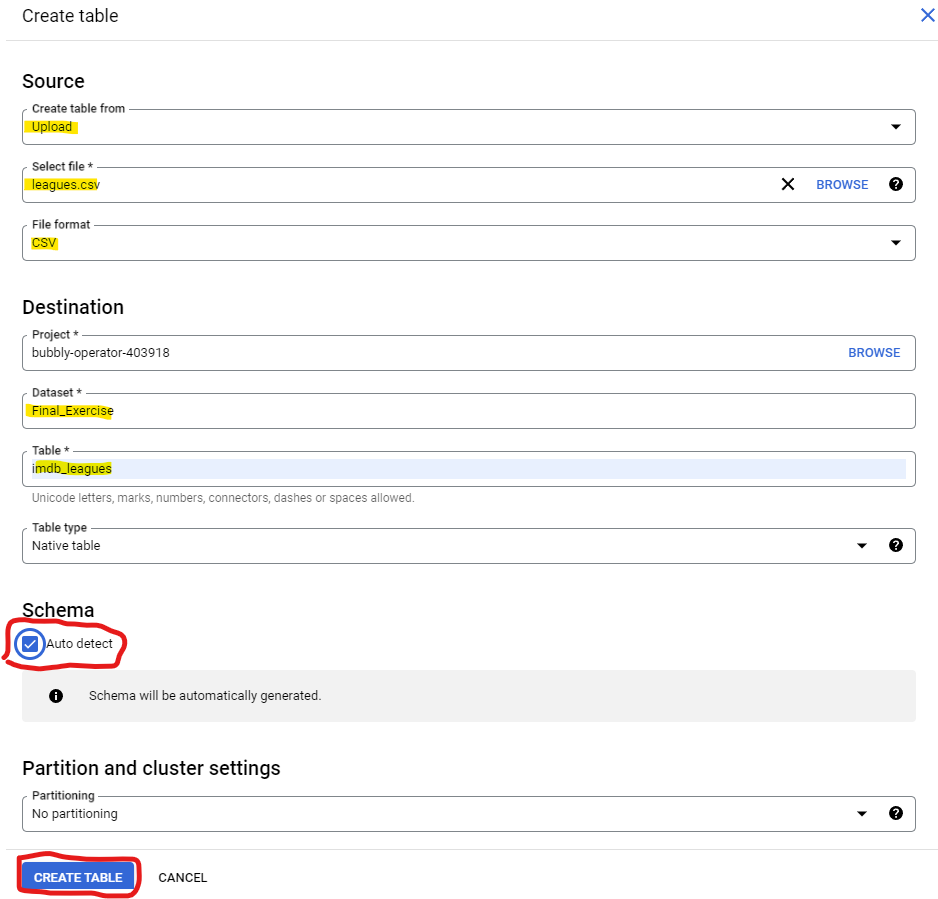 Create table
Source
Create table from
Upload
Select file *
leagues.csv BROWSE
File format
CSV
Destination
Project *
bubbly-operator-403918 BROWSE
Dataset *
Final_Exercise
Table *
imdb_leagues
Unicode letters, marks, numbers, connectors, dashes or spaces allowed.
Table type
Native table
Schema
Auto detect
Schema will be automatically generated.
Partition and cluster settings
Partitioning
No partitioning
CREATE TABLE CANCEL